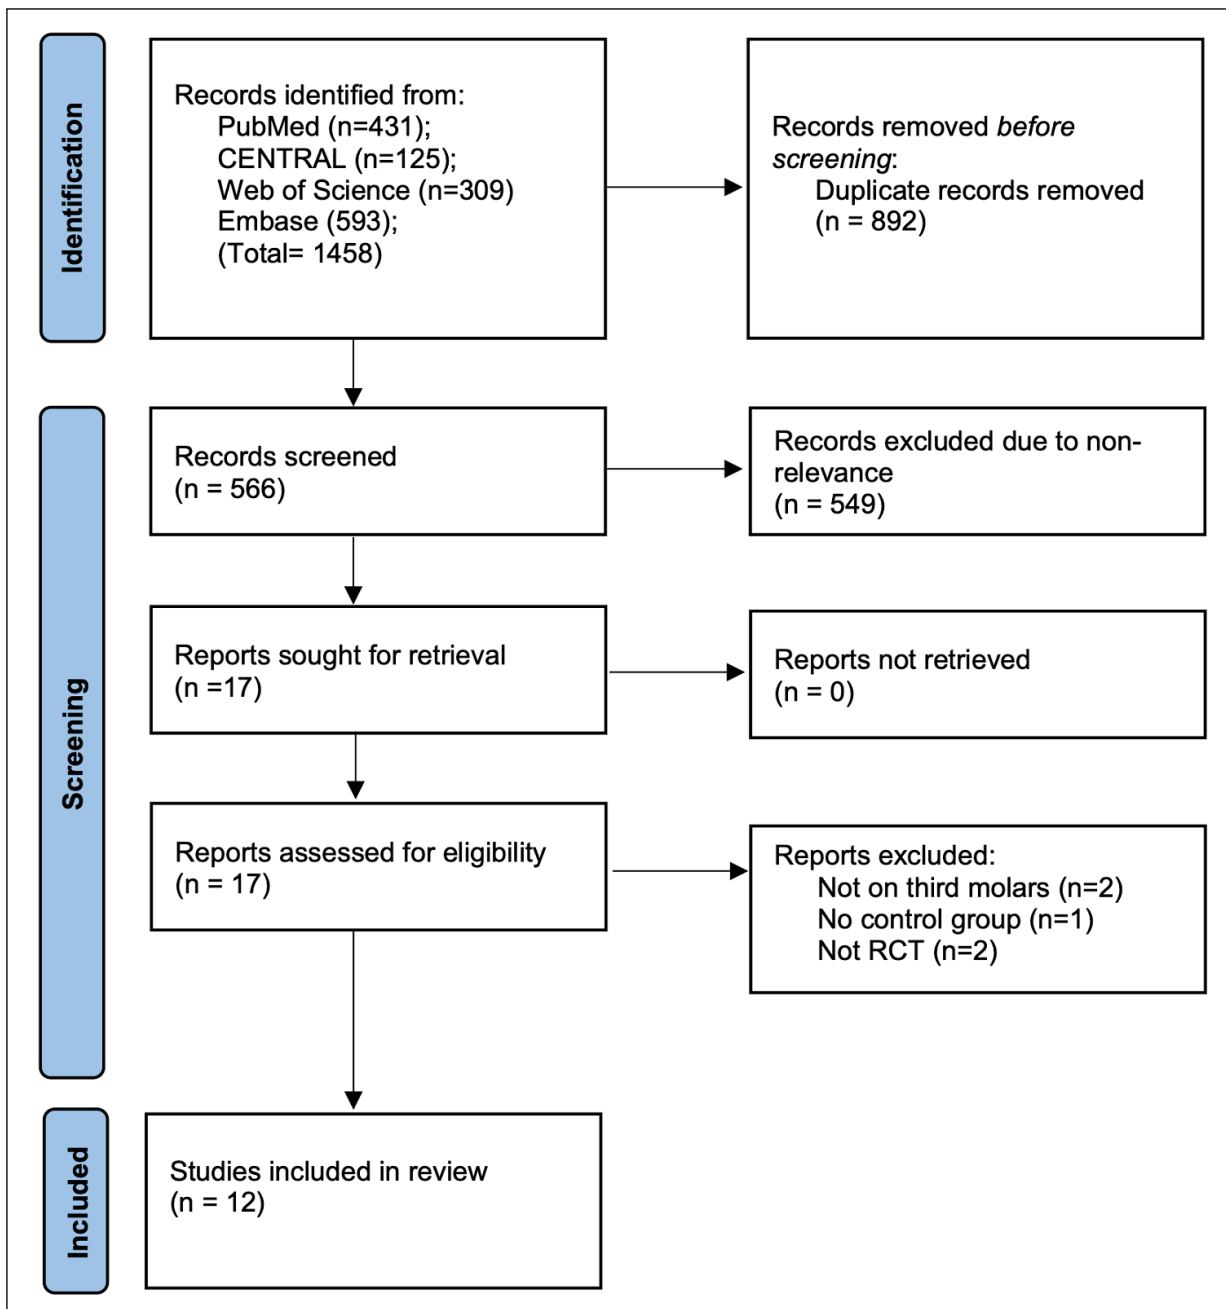 Identification
Records identified from:
PubMed (n=431);
CENTRAL (n=125);
Web of Science (n=309)
Embase (593);
(Total= 1458)
Records removed before
screening:
Duplicate records removed
(n = 892)
Screening
Records screened
(n = 566)
Records excluded due to non-
relevance
(n = 549)
Reports sought for retrieval
(n =17)
Reports not retrieved
(n = 0)
Reports assessed for eligibility
(n = 17)
Reports excluded:
Not on third molars (n=2)
No control group (n=1)
Not RCT (n=2)
Included
Studies included in review
(n = 12)